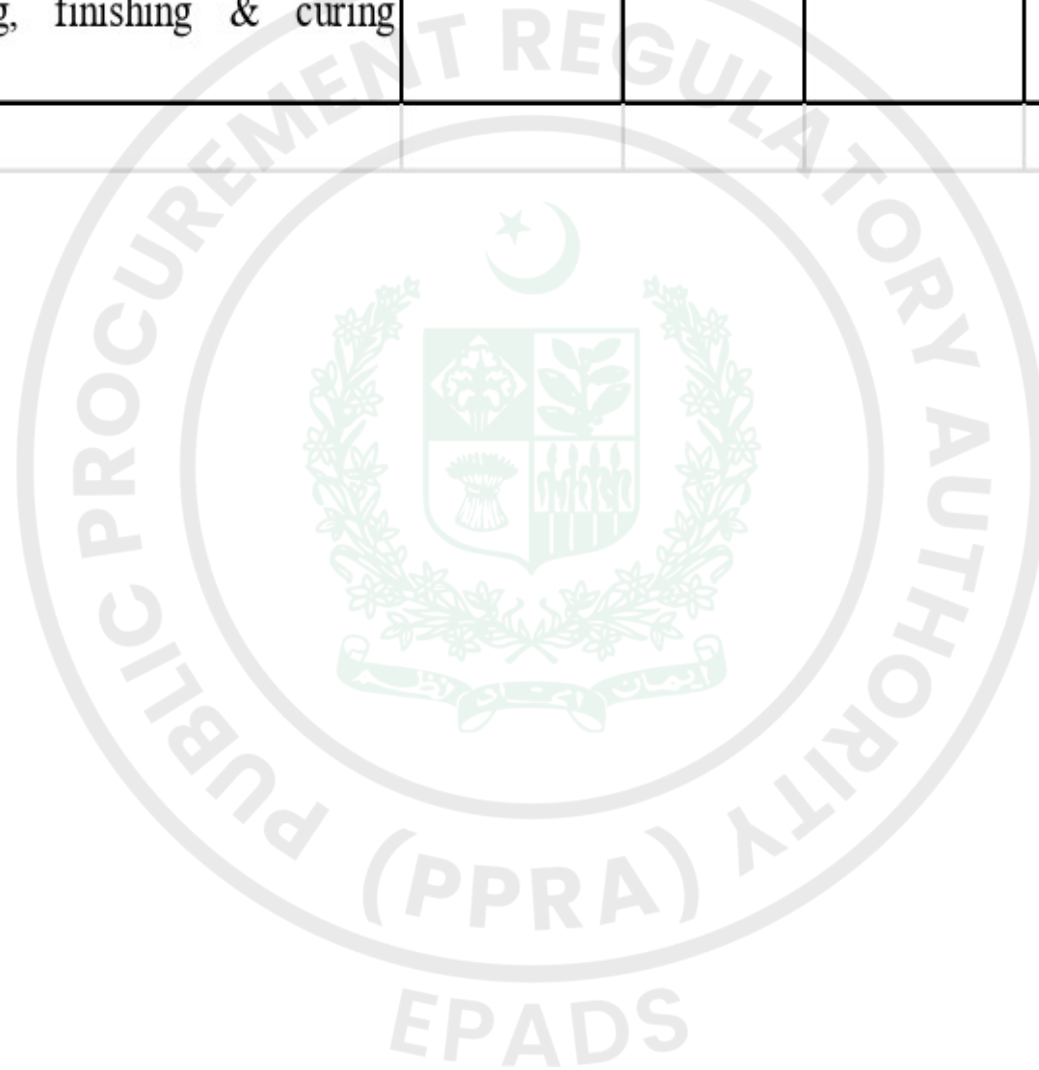 g, finishing & curing
PUBLIC PROCUREMENT REGULATORY AUTHORITY
(PPRA)
EPADS